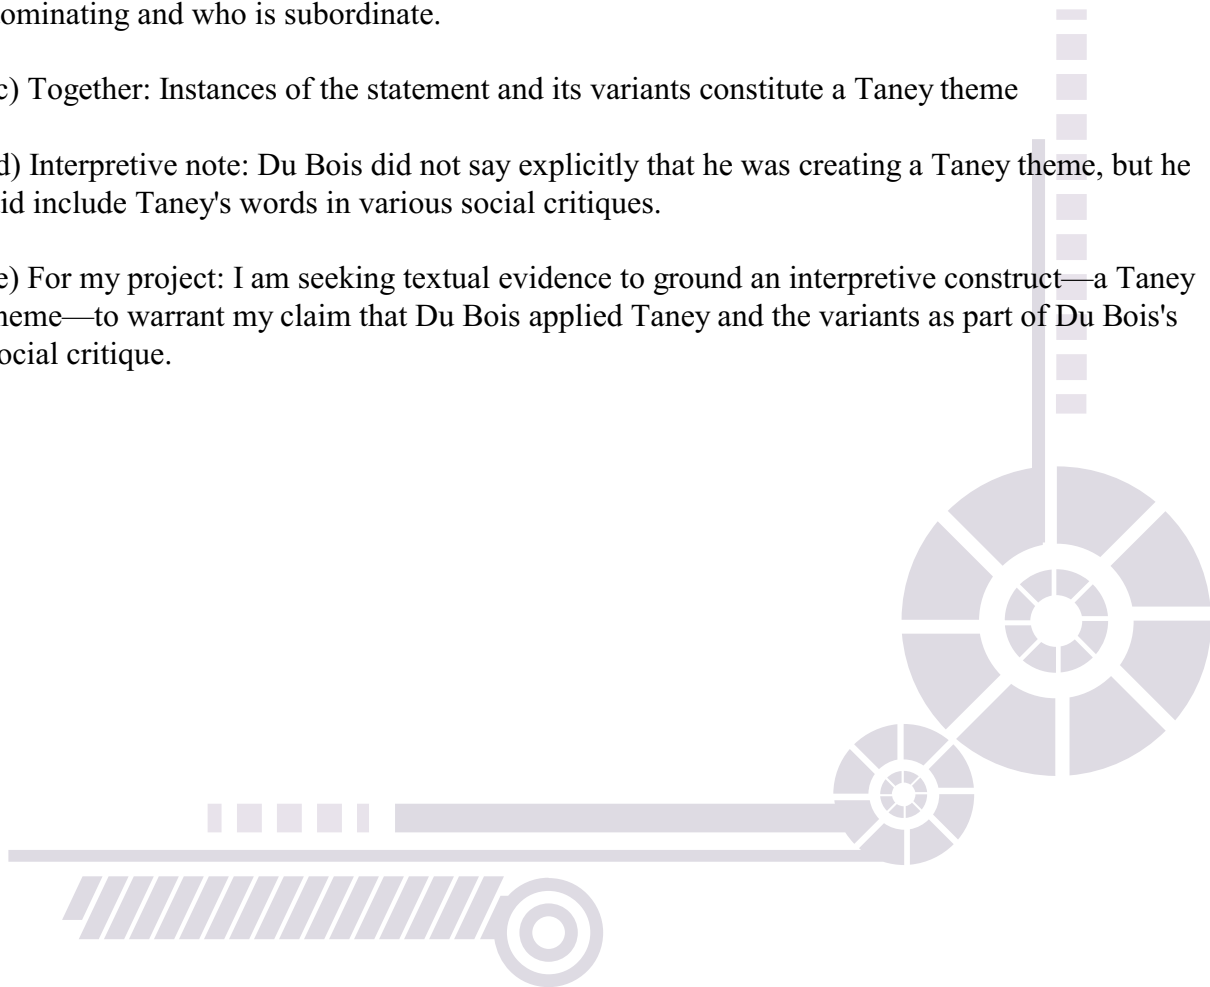 ominating and who is subordinate.
c) Together: Instances of the statement and its variants constitute a Taney theme
d) Interpretive note: Du Bois did not say explicitly that he was creating a Taney theme, but he
id include Taney's words in various social critiques.
e) For my project: I am seeking textual evidence to ground an interpretive construct—a Taney
heme—to warrant my claim that Du Bois applied Taney and the variants as part of Du Bois's
ocial critique.